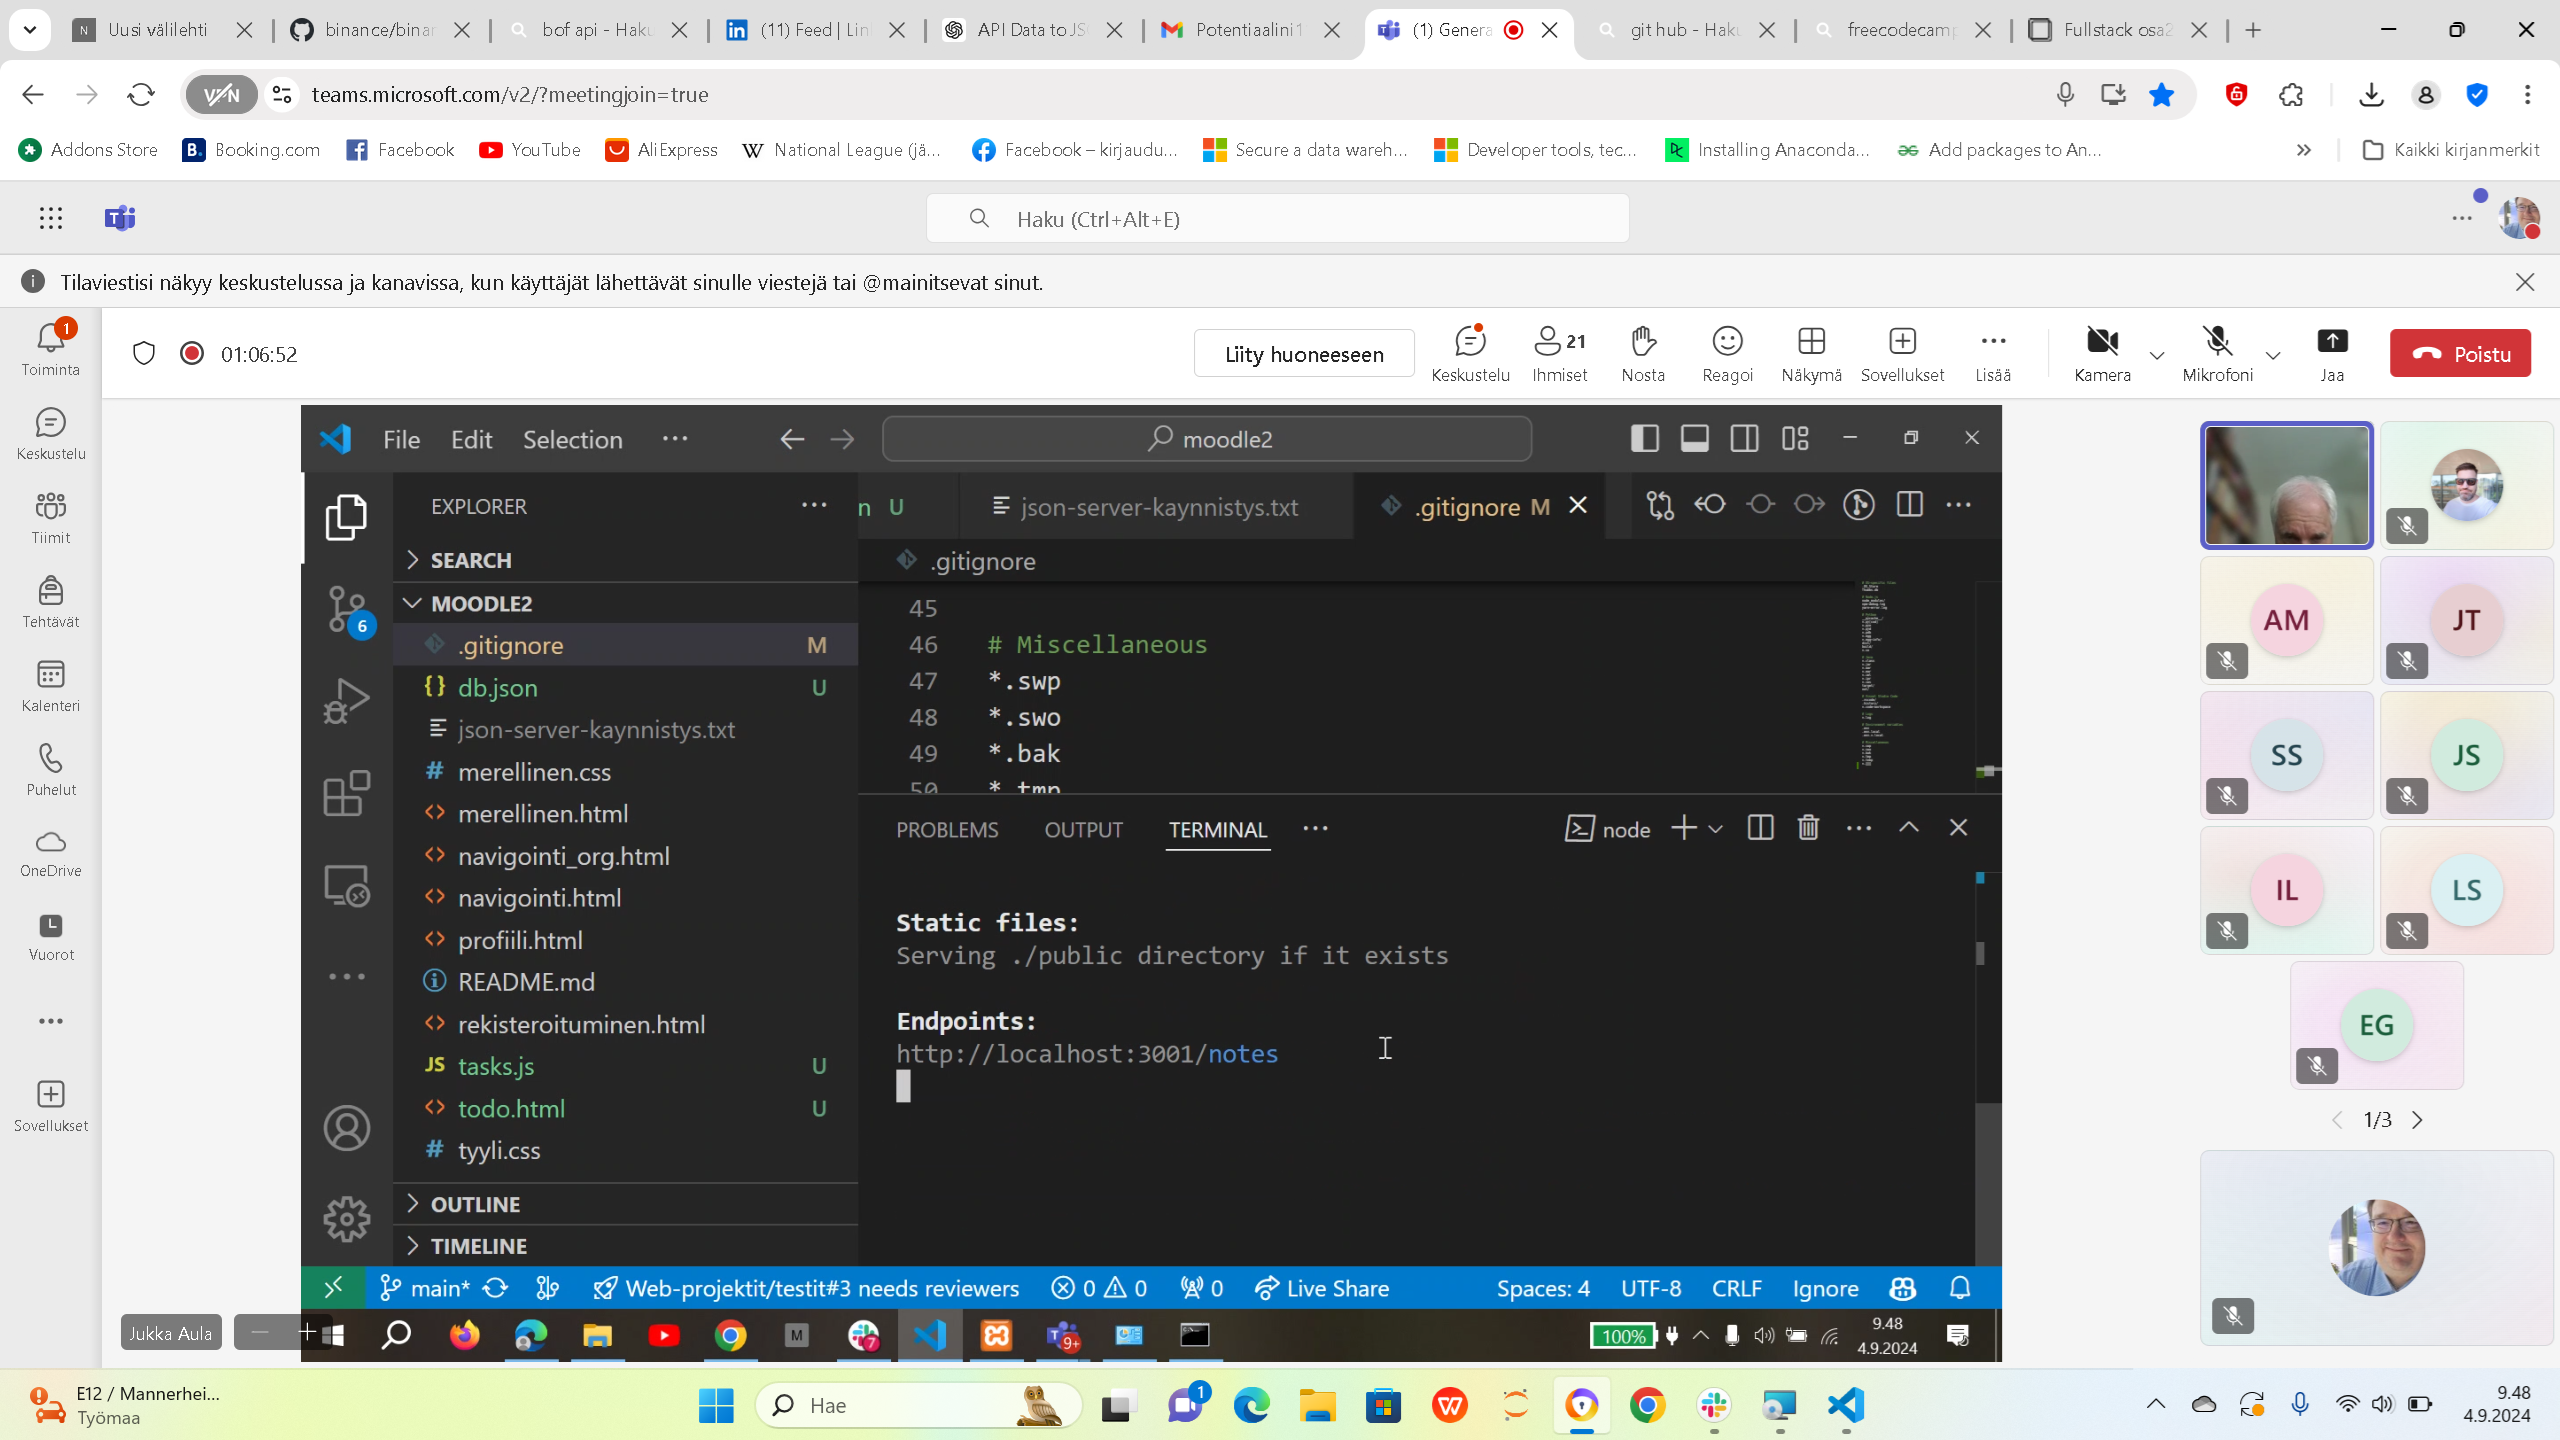 Uusi välilehti
binance/binan
bof api - Haku
(11) Feed | Lin
API Data to JSO
Potentiaalini 1
(1) Genera
git hub - Haku
freecodecamp
Fullstack osa2
VPN
teams.microsoft.com/v2/?meetingjoin=true
Addons Store
Booking.com
Facebook
YouTube
AliExpress
National League (jä...
Facebook – kirjaudu...
Secure a data wareh...
Developer tools, tec...
Installing Anaconda...
Add packages to An...
Kaikki kirjanmerkit
Haku (Ctrl+Alt+E)
Tilaviestisi näkyy keskustelussa ja kanavissa, kun käyttäjät lähettävät sinulle viestejä tai @mainitsevat sinut.
1
Toiminta
Keskustelu
Tiimit
Tehtävät
Kalenteri
Puhelut
OneDrive
Vuorot
Sovellukset
01:06:52
Liity huoneeseen
Keskustelu
21
Ihmiset
Nosta
Reagoi
Näkymä
Sovellukset
Lisää
Kamera
Mikrofoni
Jaa
Poistu
File Edit Selection ...
moodle2
EXPLORER
n U
json-server-kaynnistys.txt
.gitignore M
SEARCH
MOODLE2
.gitignore M
db.json U
json-server-kaynnistys.txt
merellinen.css
merellinen.html
navigointi_org.html
navigointi.html
profiili.html
README.md
rekisteroituminen.html
JS tasks.js U
todo.html U
tyyli.css
OUTLINE
TIMELINE
6
.gitignore
45
46 # Miscellaneous
47 *.swp
48 *.swo
49 *.bak
50 *.tmp
PROBLEMS OUTPUT TERMINAL ...
node
Static files:
Serving ./public directory if it exists
Endpoints:
http://localhost:3001/notes
main*
Web-projektit/testit#3 needs reviewers
0 0
0
Live Share
Spaces: 4
UTF-8
CRLF
Ignore
Jukka Aula
M
7
9+
100%
9.48
4.9.2024
AM
JT
SS
JS
IL
LS
EG
1/3
E12 / Mannerhei...
Työmaa
Hae
1
9.48
4.9.2024